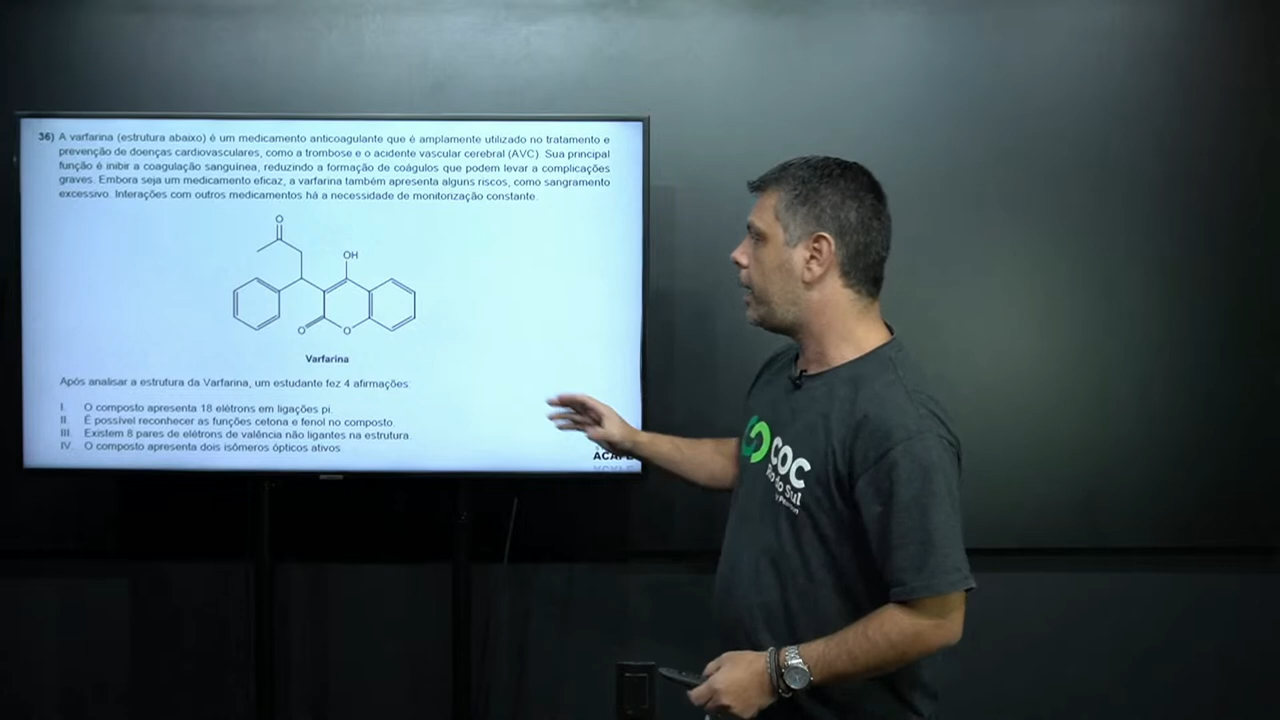 36) A varfarina (estrutura abaixo) é um medicamento anticoagulante que é amplamente utilizado no tratamento e
prevenção de doenças cardiovasculares, como a trombose e o acidente vascular cerebral (AVC). Sua principal
função é inibir a coagulação sanguínea, reduzindo a formação de coágulos que podem levar a complicações
graves. Embora seja um medicamento eficaz, a varfarina também apresenta alguns riscos, como sangramento
excessivo. Interações com outros medicamentos há a necessidade de monitorização constante.
O
OH
O
O
Varfarina
Após analisar a estrutura da Varfarina, um estudante fez 4 afirmações:
I. O composto apresenta 18 elétrons em ligações pi.
II. É possível reconhecer as funções cetona e fenol no composto.
III. Existem 8 pares de elétrons de valência não ligantes na estrutura.
IV. O composto apresenta dois isômeros ópticos ativos.
COC
do Sul